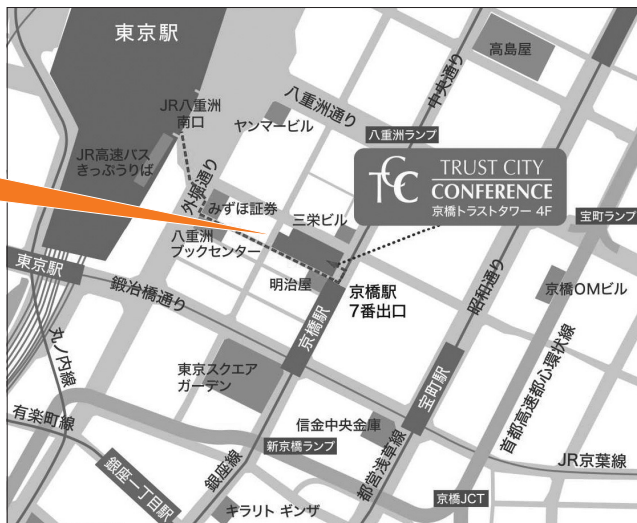 東京駅
高島屋
中央通り
JR八重洲
南口
八重洲通り
ヤンマービル
八重洲ランプ
JR高速バス
きっぷうりば
外堀通り
TCC
TRUST CITY
CONFERENCE
京橋トラストタワー 4F
みずほ証券
三栄ビル
宝町ランプ
八重洲
ブックセンター
東京駅
鍛治橋通り
明治屋
京橋駅
7番出口
昭和通り
京橋OMビル
丸ノ内線
京橋駅
東京スクエア
ガーデン
宝町駅
首都高速都心環状線
有楽町線
信金中央金庫
新京橋ランプ
銀座一丁目駅
銀座線
都営浅草線
JR京葉線
京橋JCT
キラリト ギンザ